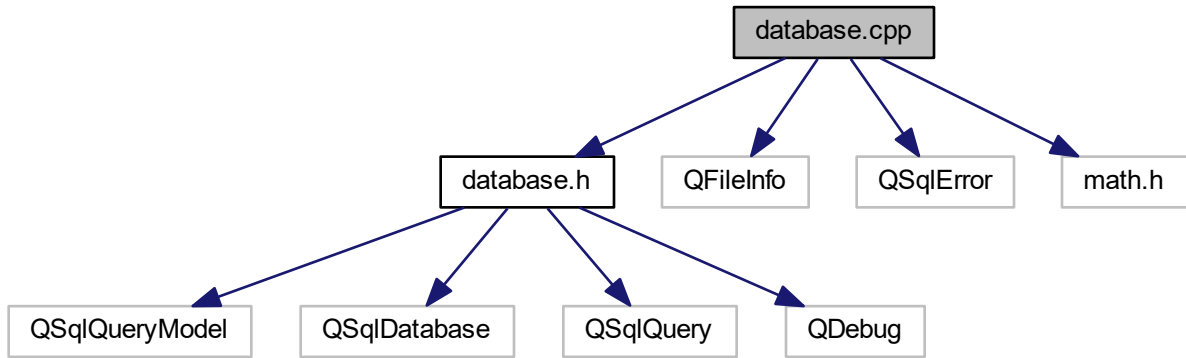 database.cpp
database.h
QFileInfo
QSqlError
math.h
QSqlQueryModel
QSqlDatabase
QSqlQuery
QDebug